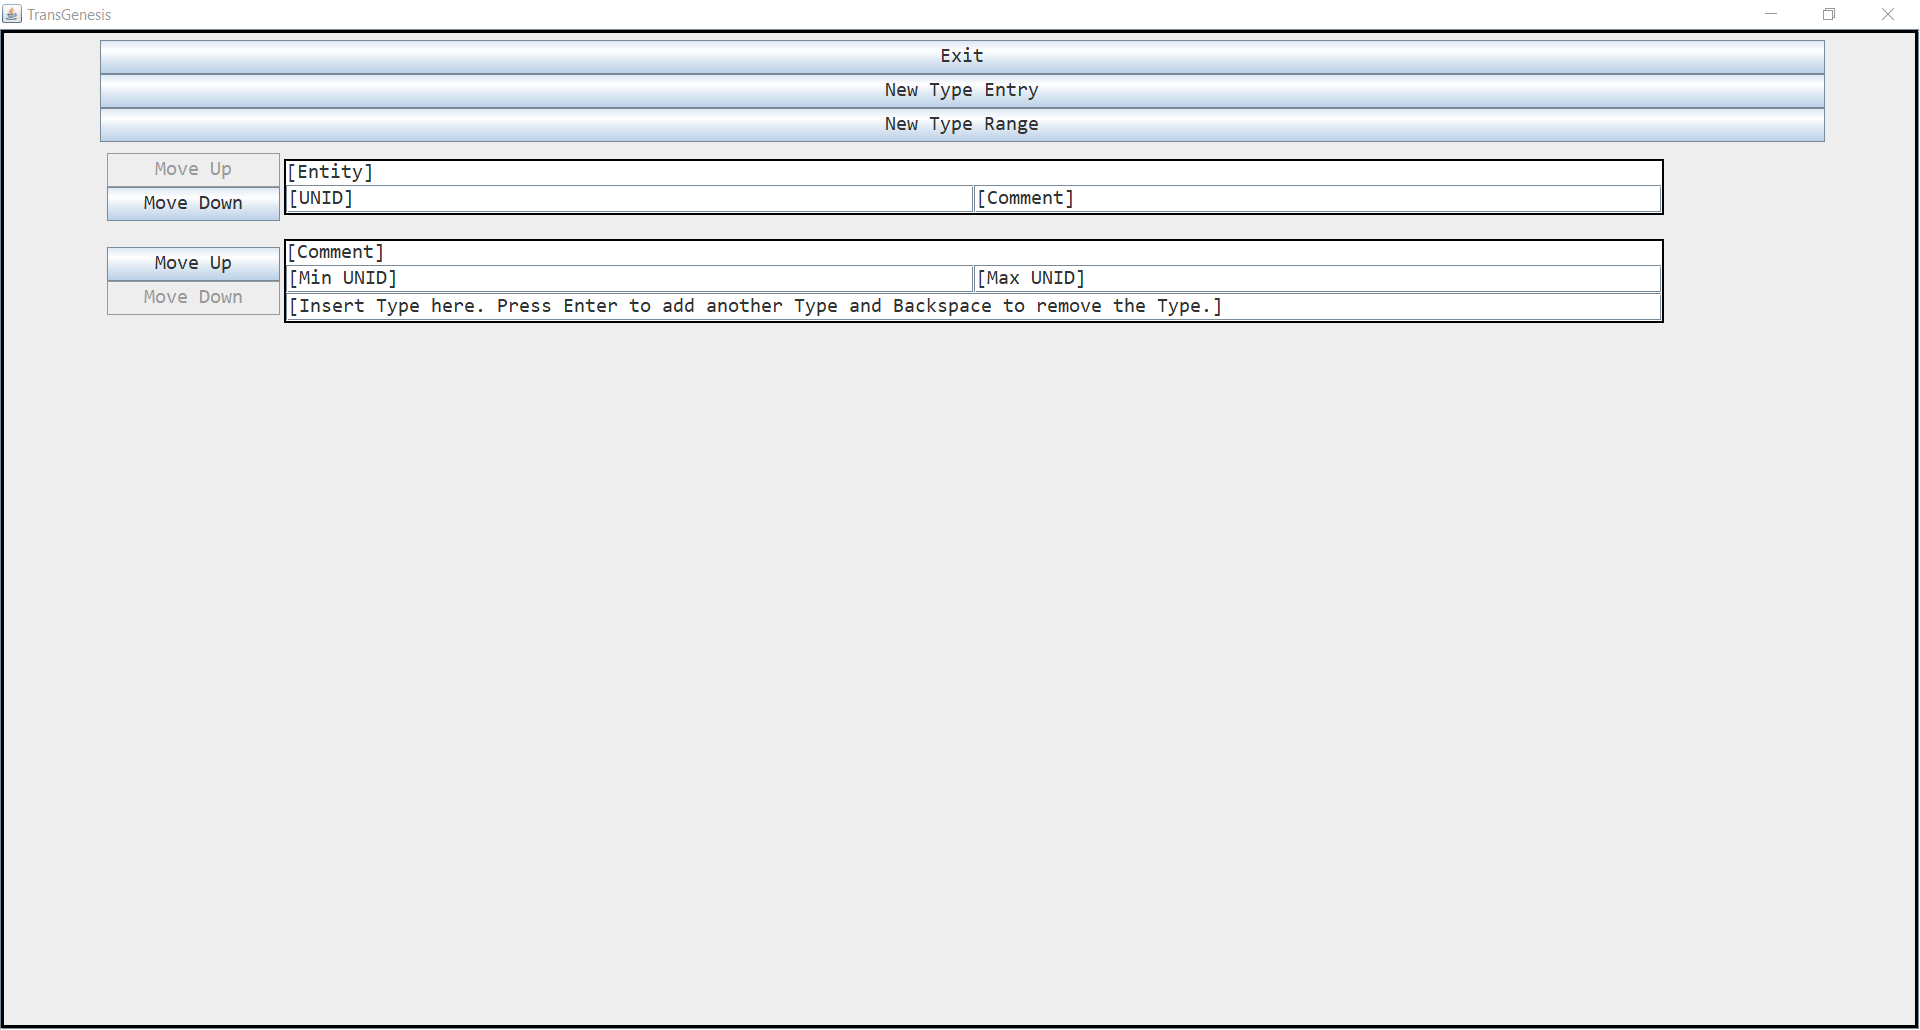 TransGenesis
Exit
New Type Entry
New Type Range
Move Up
Move Down
[Entity]
[UNID] [Comment]
Move Up
Move Down
[Comment]
[Min UNID] [Max UNID]
[Insert Type here. Press Enter to add another Type and Backspace to remove the Type.]